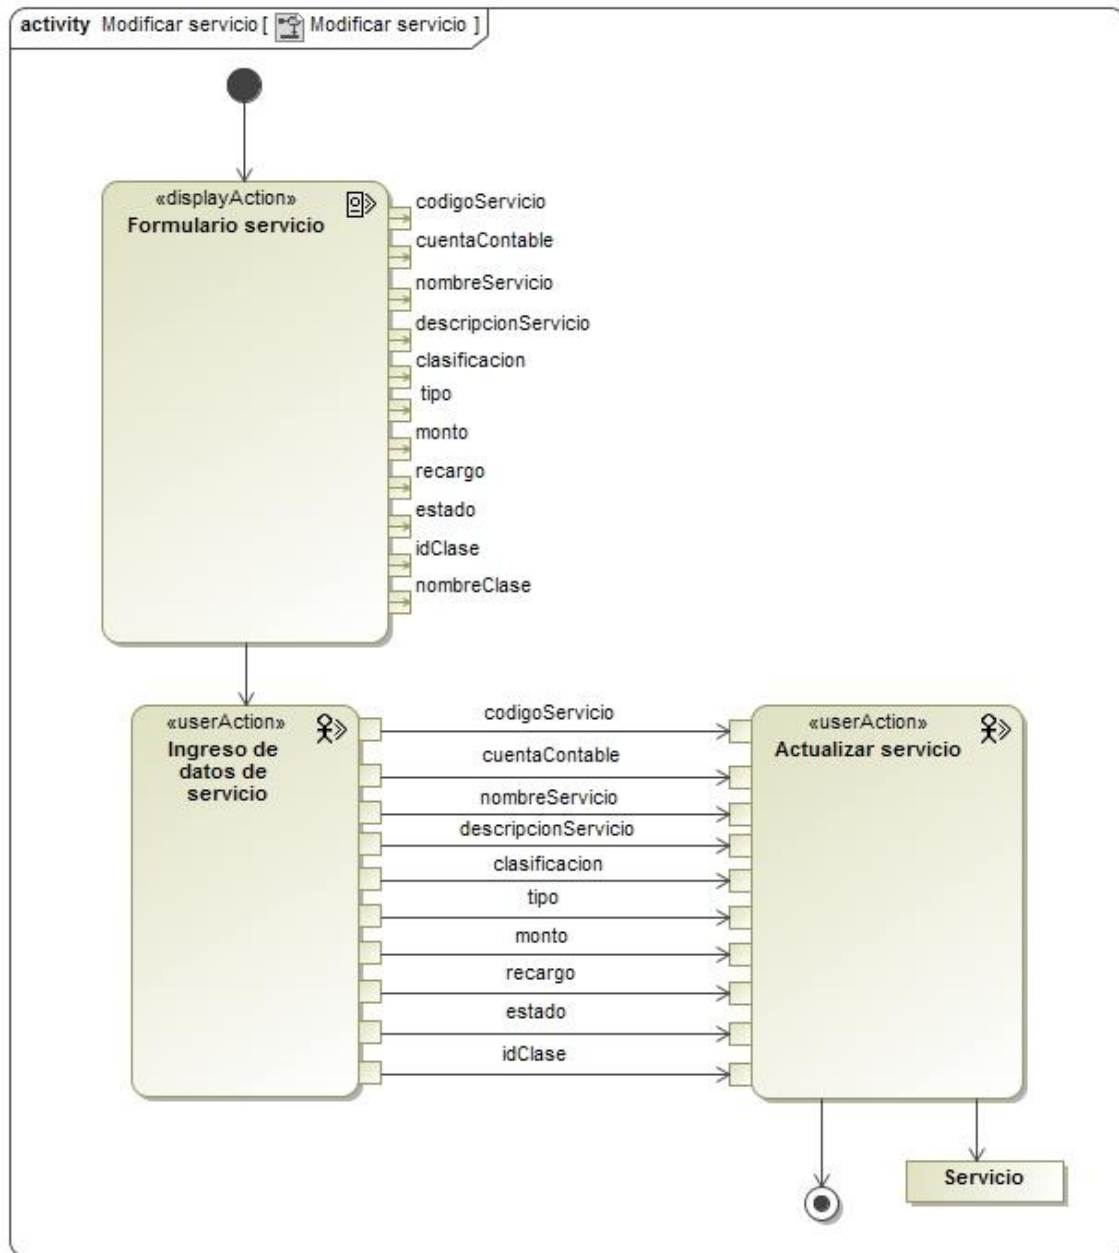 activity Modificar servicio [ Modificar servicio ]
«displayAction»
Formulario servicio
codigoServicio
cuentaContable
nombreServicio
descripcionServicio
clasificacion
tipo
monto
recargo
estado
idClase
nombreClase
«userAction»
Ingreso de
datos de
servicio
codigoServicio
cuentaContable
nombreServicio
descripcionServicio
clasificacion
tipo
monto
recargo
estado
idClase
«userAction»
Actualizar servicio
Servicio